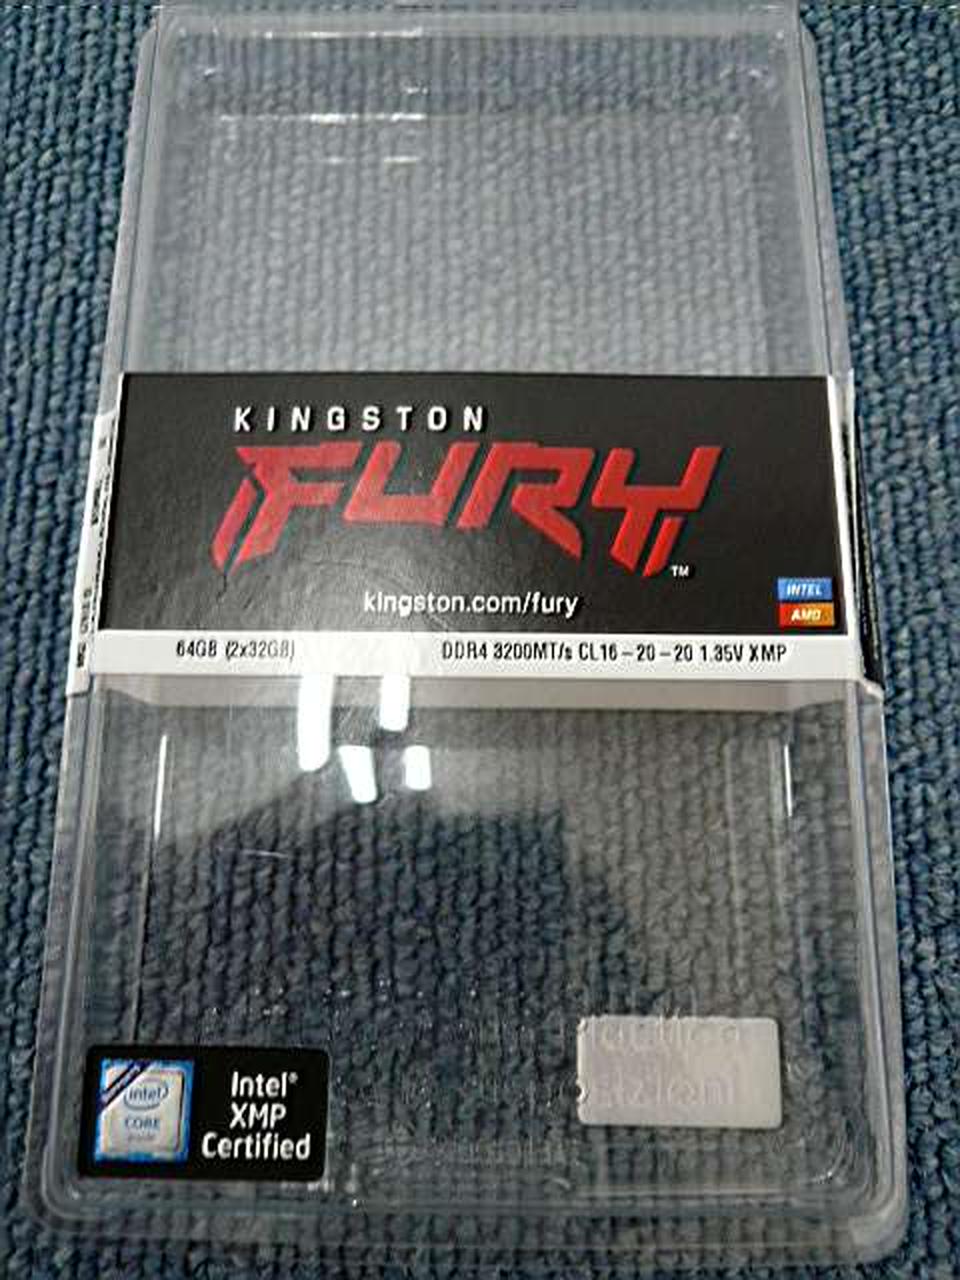 KINGSTON
FURY
TM
kingston.com/fury
INTEL
AMD
64GB (2x32GB)
DDR4 3200MT/s CL16-20-20 1.35V XMP
intel
CORE
Intel®
XMP
Certified